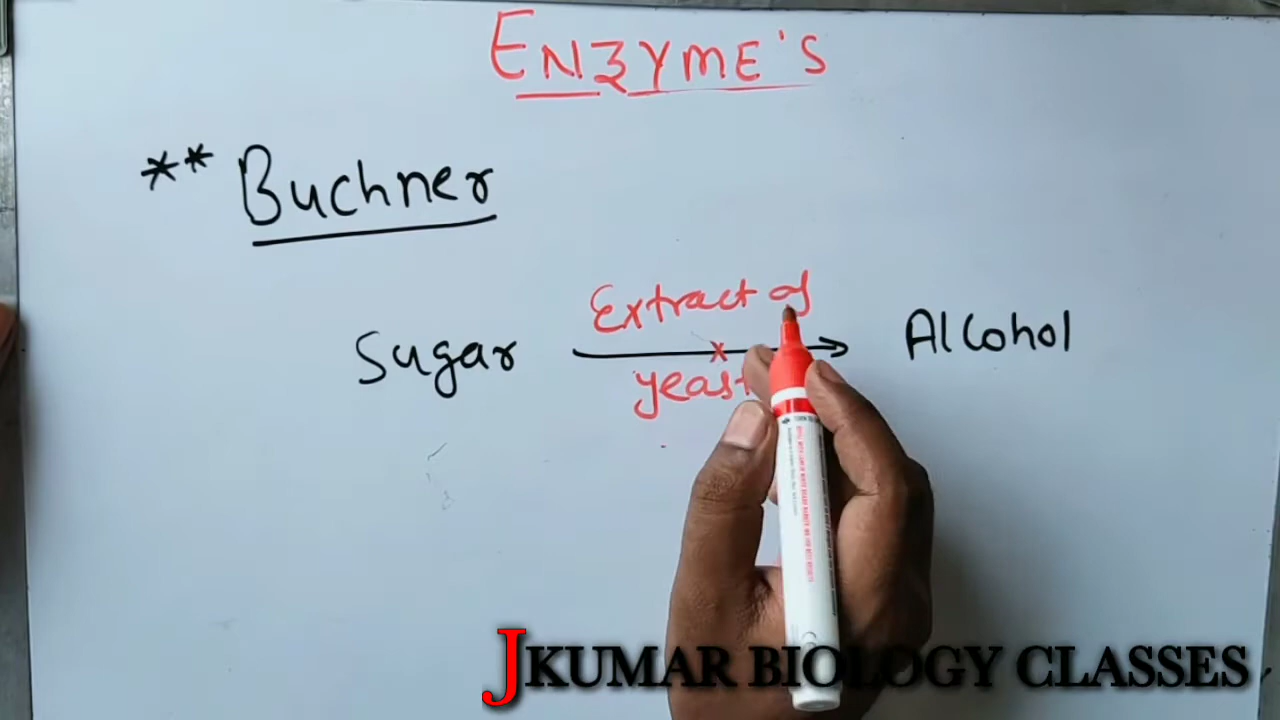 ENZYME'S
** Buchner
Extract of
Sugar Alcohol
x
yeast
JKUMAR BIOLOGY CLASSES